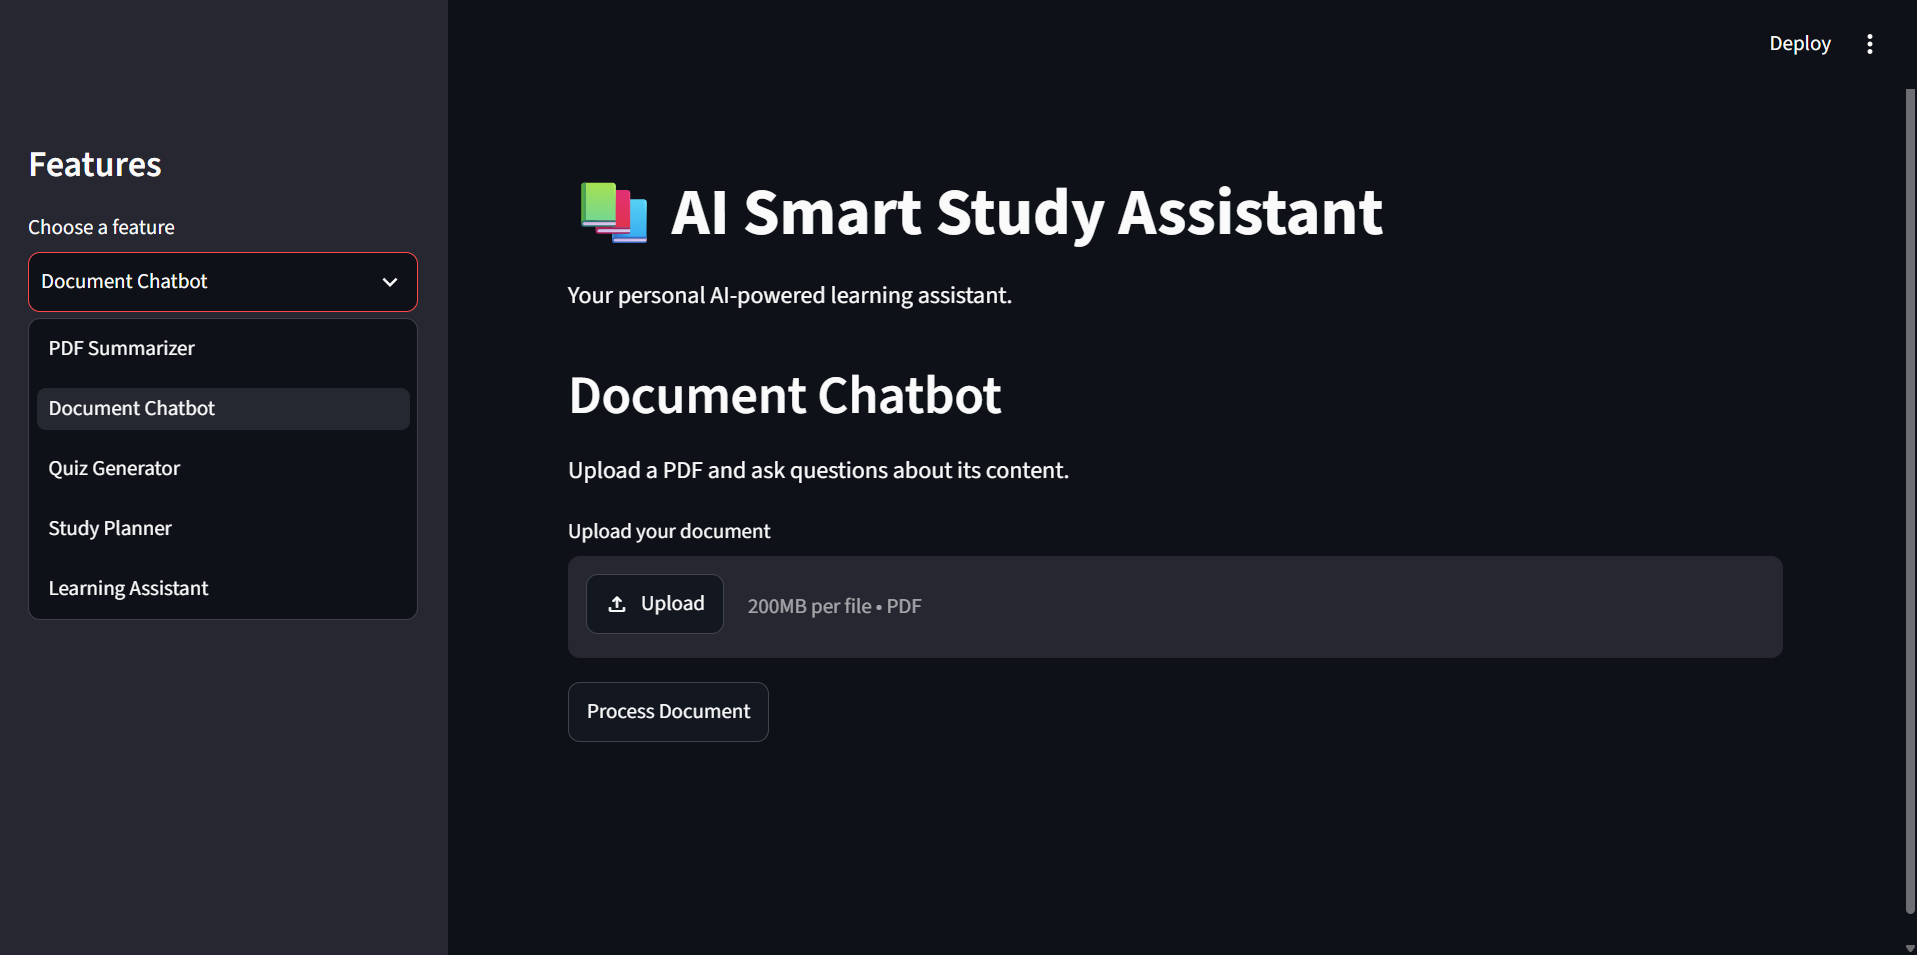 Deploy
Features
Choose a feature
Document Chatbot
PDF Summarizer
Document Chatbot
Quiz Generator
Study Planner
Learning Assistant
AI Smart Study Assistant
Your personal AI-powered learning assistant.
Document Chatbot
Upload a PDF and ask questions about its content.
Upload your document
Upload
200MB per file • PDF
Process Document